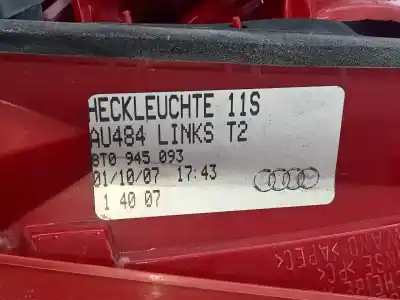 HECKLEUCHTE 11S
AU484 LINKS T2
8T0 945 093
01/10/07 17:43
1 40 07